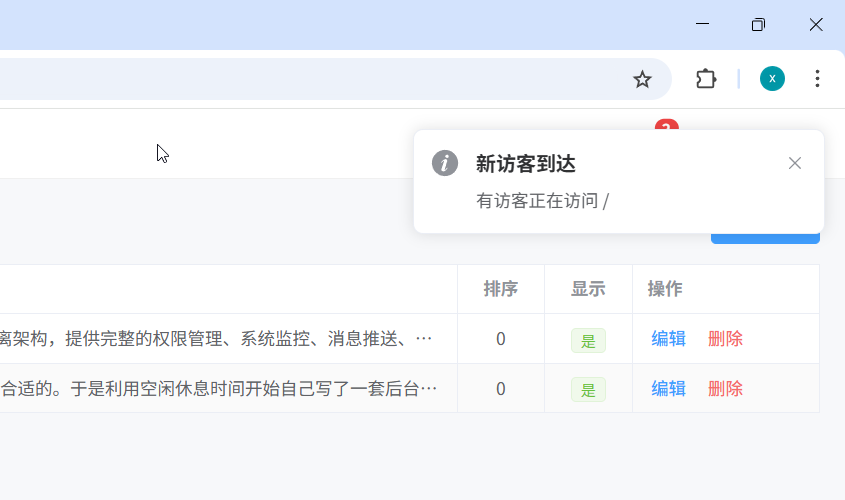 X
新访客到达
有访客正在访问 /
排序 显示 操作
离架构，提供完整的权限管理、系统监控、消息推送、… 0 是 编辑 删除
合适的。于是利用空闲休息时间开始自己写了一套后台… 0 是 编辑 删除